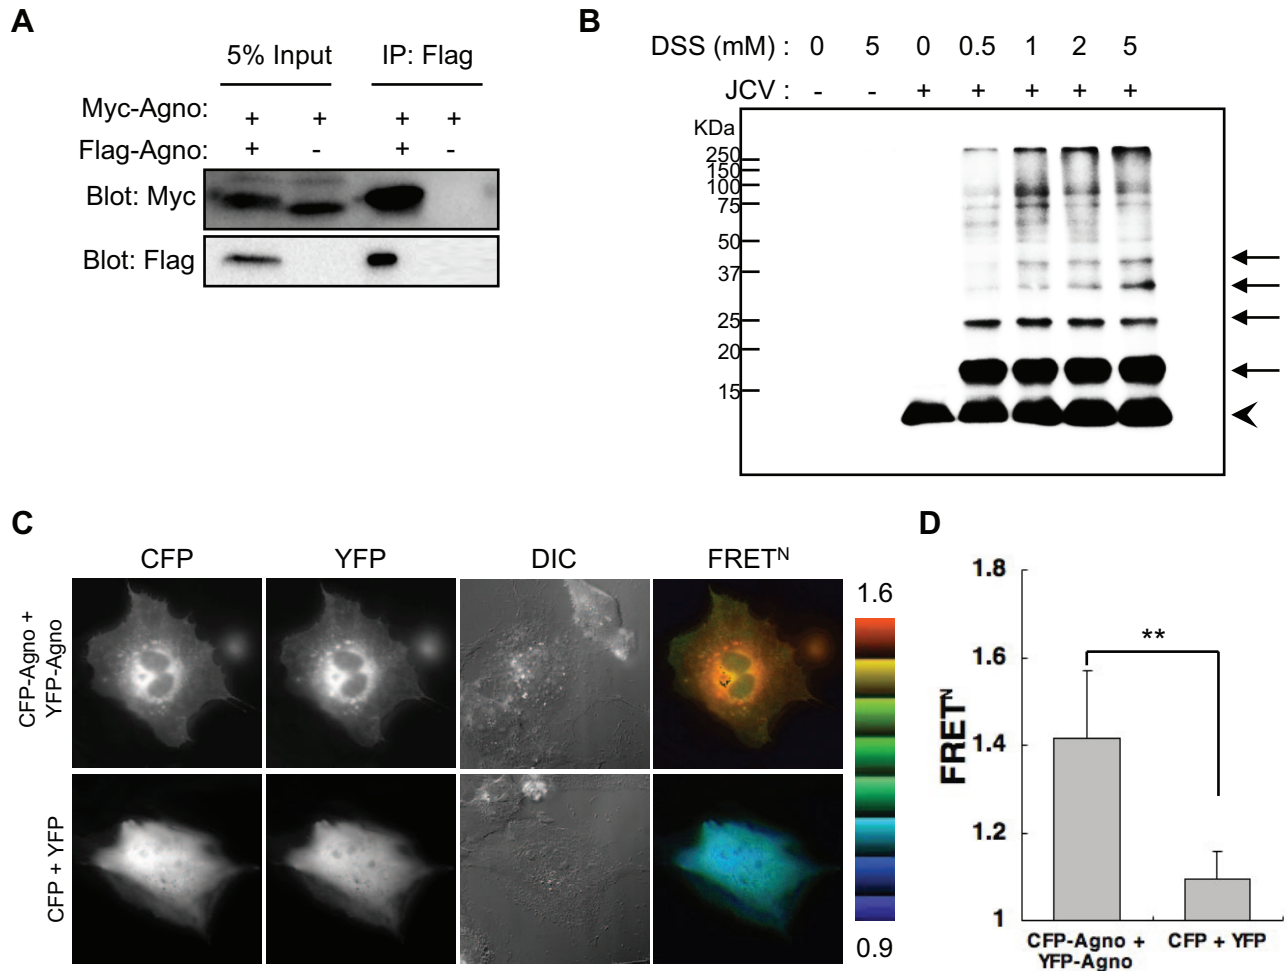 A
5% Input IP: Flag
Myc-Agno: + + + +
Flag-Agno: + - + -
Blot: Myc
Blot: Flag
B
DSS (mM) : 0 5 0 0.5 1 2 5
JCV : - - + + + + +
KDa
250
150
100
75
50
37
25
20
15
C
CFP YFP DIC FRETᴺ
CFP-Agno +
YFP-Agno
CFP + YFP
1.6
0.9
D
FRETᴺ
1.8
1.6
1.4
1.2
1
**
CFP-Agno +
YFP-Agno
CFP + YFP